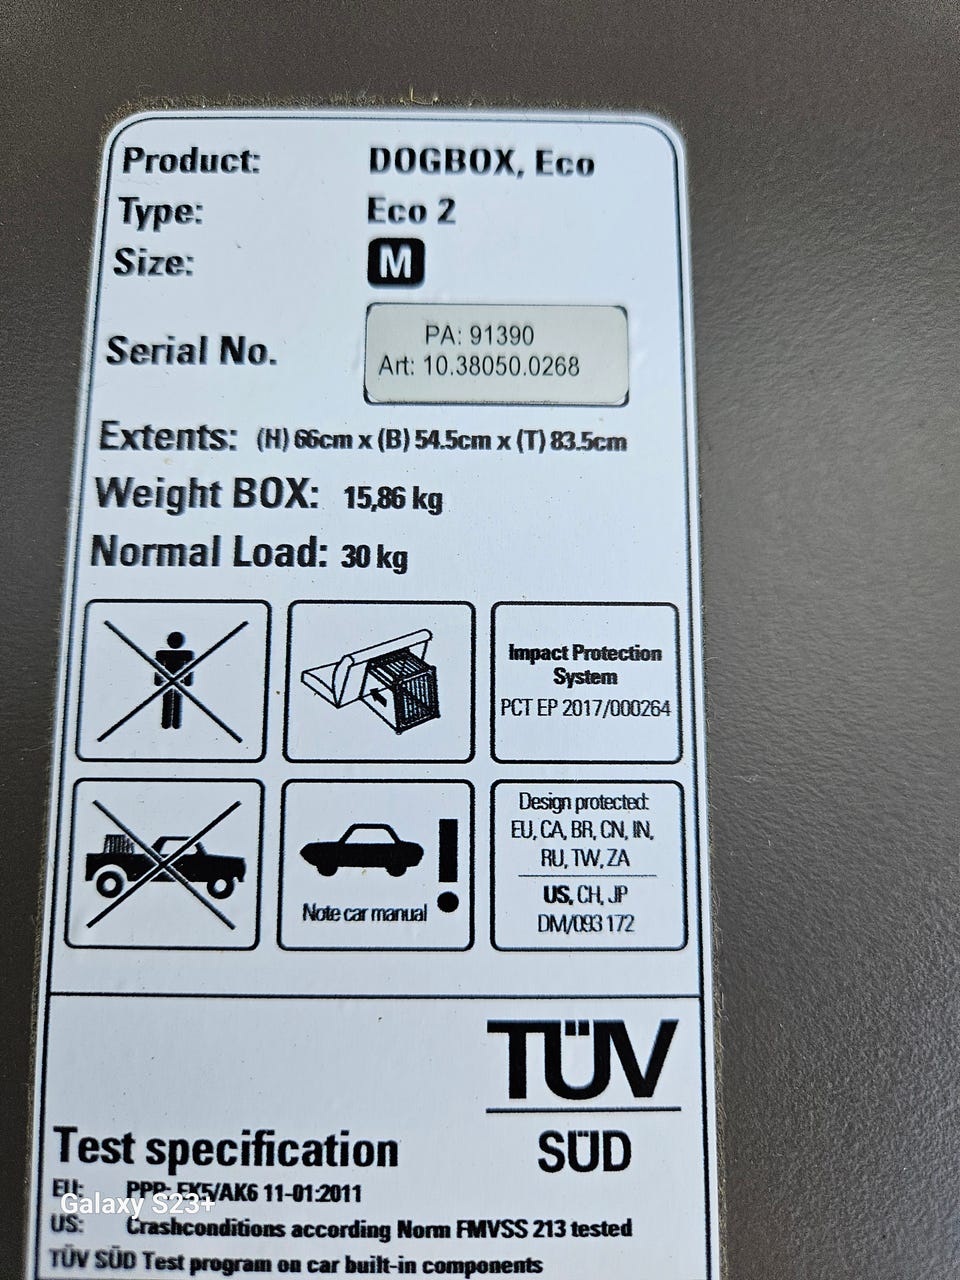 Product: DOGBOX, Eco
Type: Eco 2
Size: M
Serial No. PA: 91390
Art: 10.38050.0268
Extents: (H) 66cm x (B) 54.5cm x (T) 83.5cm
Weight BOX: 15,86 kg
Normal Load: 30 kg
Impact Protection
System
PCT EP 2017/000264
Note car manual
Design protected:
EU, CA, BR, CN, IN,
RU, TW, ZA
US, CH, JP
DM/093 172
TÜV
SÜD
Test specification
EU: PPP: EK5/AK6 11-01:2011
US: Crashconditions according Norm FMVSS 213 tested
TÜV SÜD Test program on car built-in components
Galaxy S23+